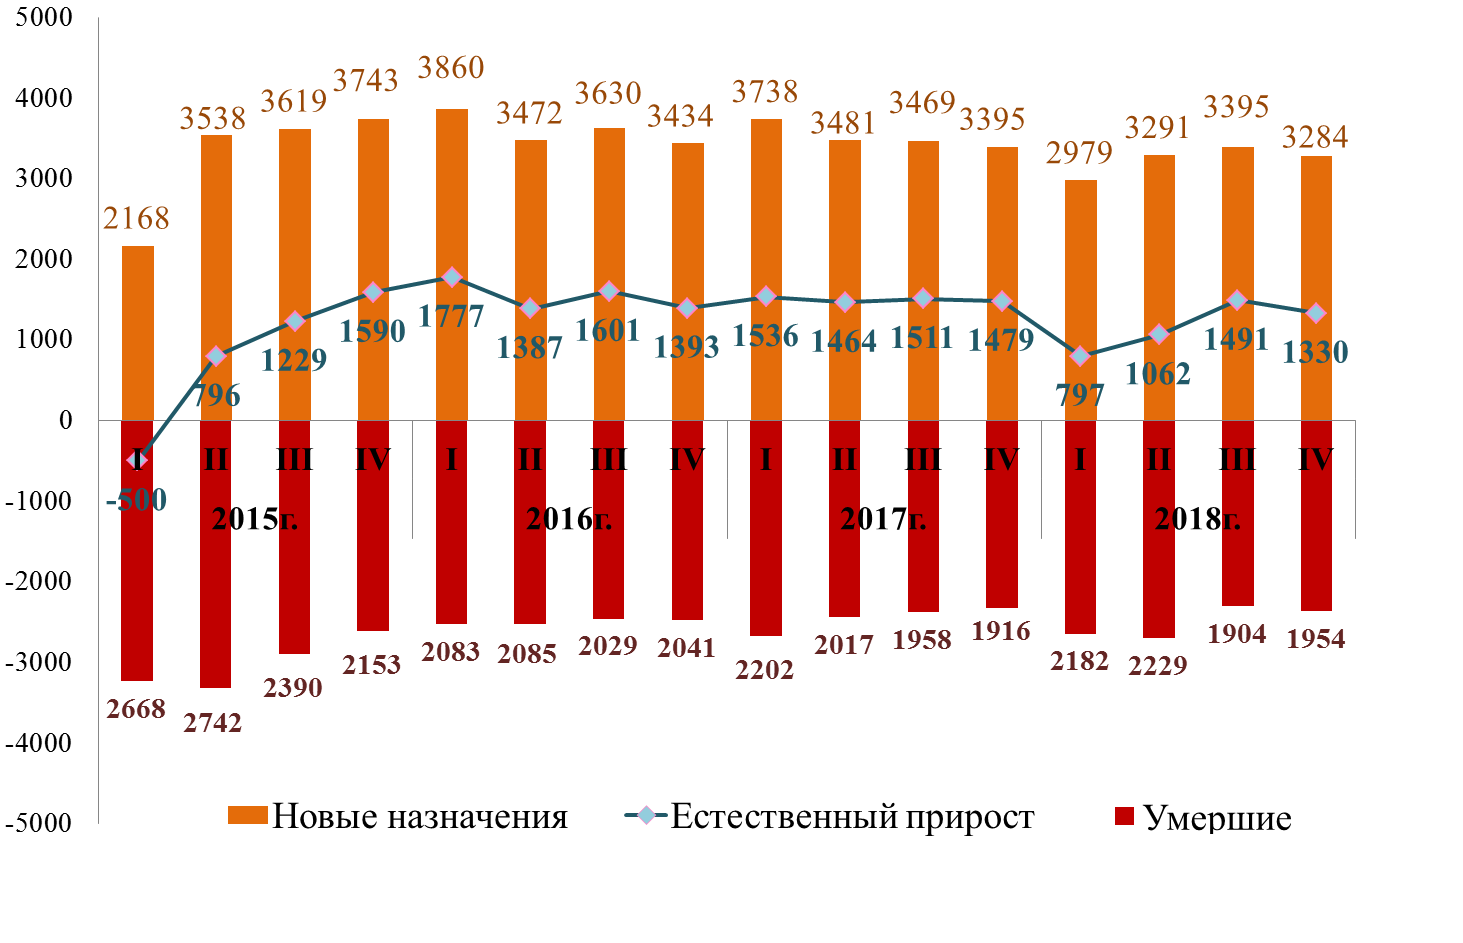 5000
4000
3000
2000
1000
0
-1000
-2000
-3000
-4000
-5000
2168 3538 3619 3743 3860 3472 3630 3434 3738 3481 3469 3395 2979 3291 3395 3284
-500 796 1229 1590 1777 1387 1601 1393 1536 1464 1511 1479 797 1062 1491 1330
I II III IV I II III IV I II III IV I II III IV
2015г. 2016г. 2017г. 2018г.
2668 2742 2390 2153 2083 2085 2029 2041 2202 2017 1958 1916 2182 2229 1904 1954
Новые назначения Естественный прирост Умершие